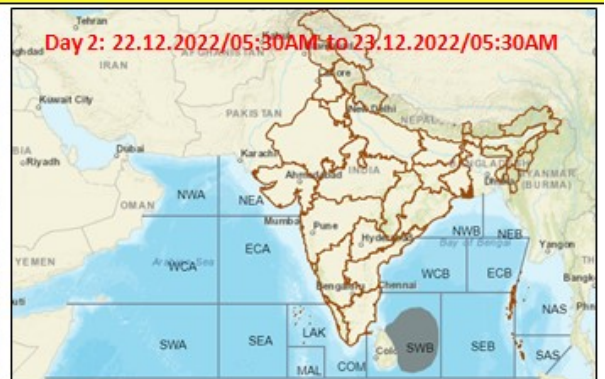 Day 2: 22.12.2022/05:30AM to 23.12.2022/05:30AM
Tehran
IRAN
AFGHANISTAN
Lahore
Kuwait City
New Delhi
PAKISTAN
NEPAL
Riyadh
Dubai
Karachi
BANGLADESH
Dhaka
MYANMAR
(BURMA)
Ahmedabad
INDIA
OMAN
NWA
NEA
Mumbai
Pune
Hyderabad
NWB
NEB
Bay of Bengal
Yangon
YEMEN
Arabian Sea
ECA
WCA
WCB
ECB
Bengaluru
Chennai
NAS
SWA
SEA
LAK
SWB
SEB
SAS
MAL
COM